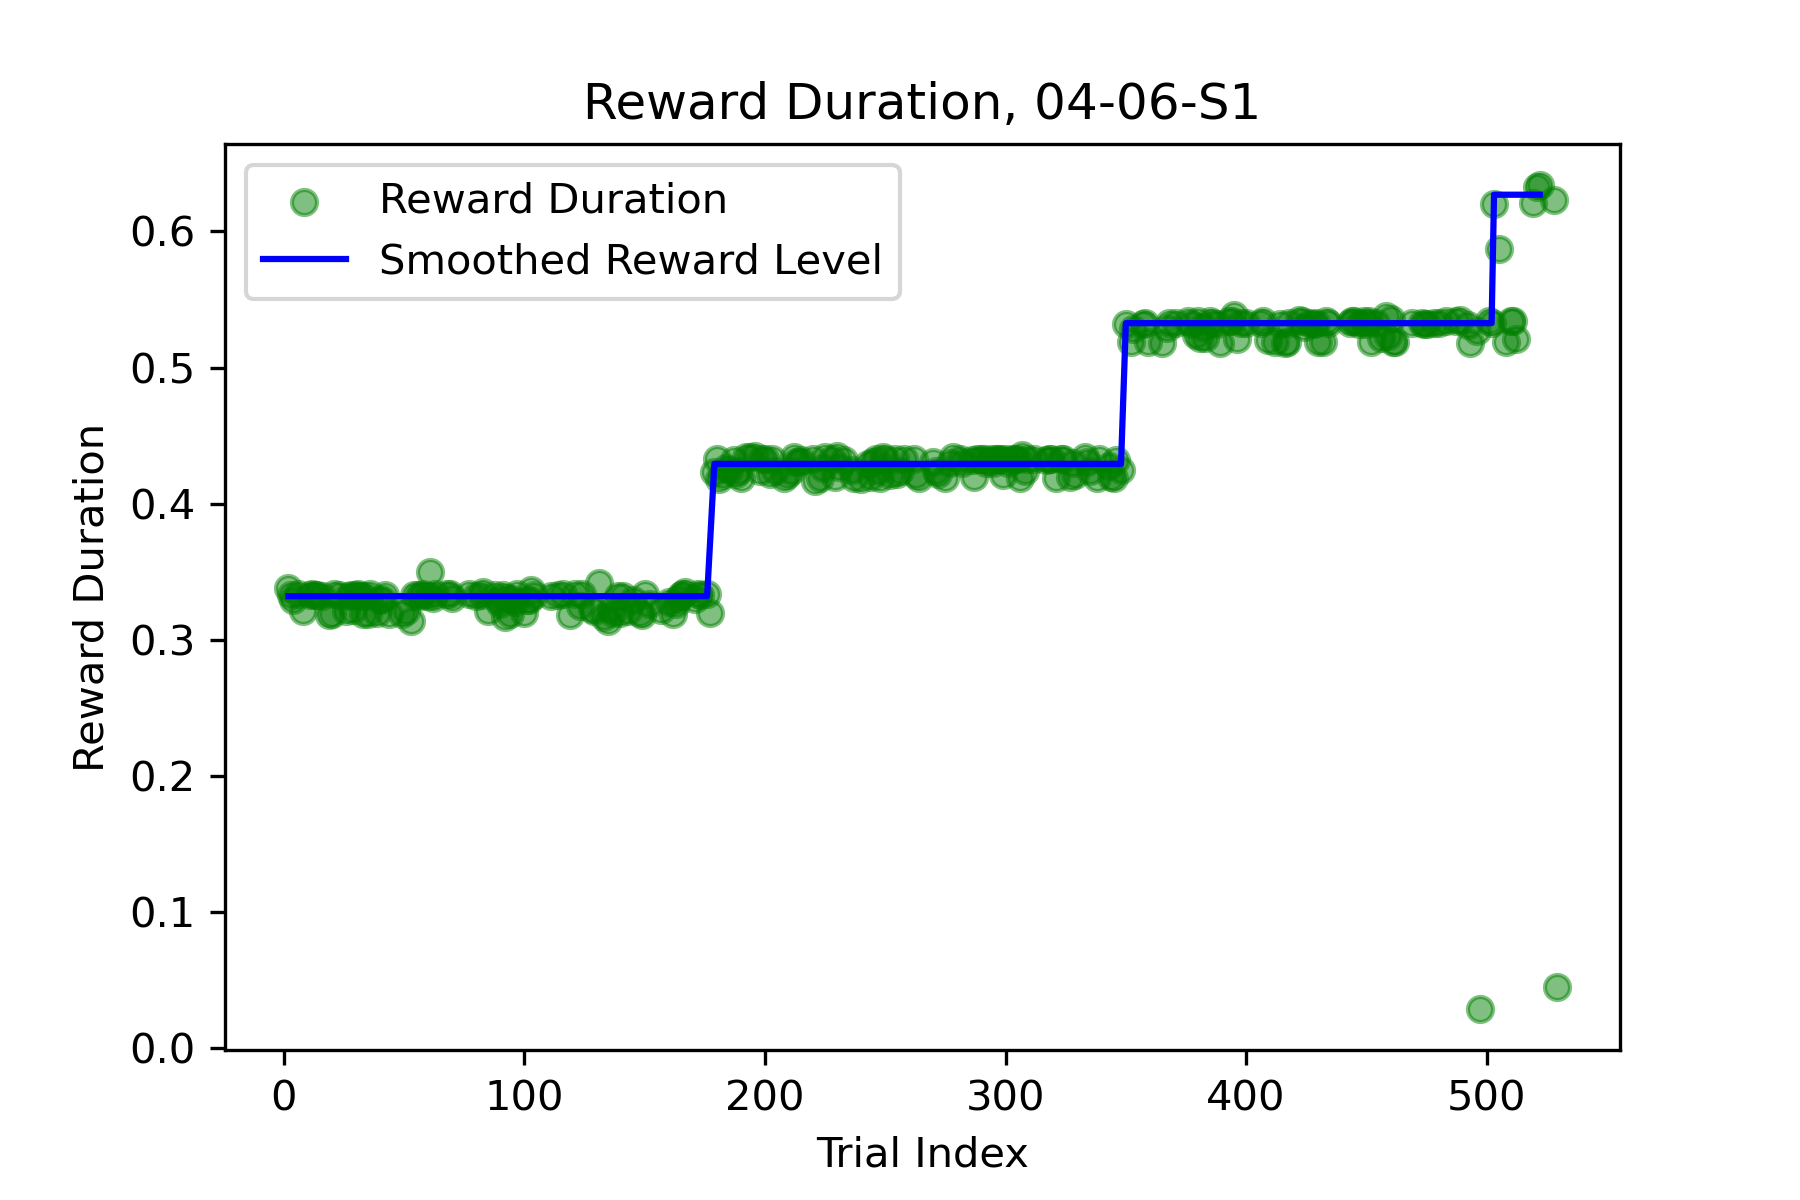 Reward Duration, 04-06-S1
Reward Duration
Smoothed Reward Level
0.6
0.5
0.4
0.3
0.2
0.1
0.0
Reward Duration
0 100 200 300 400 500
Trial Index